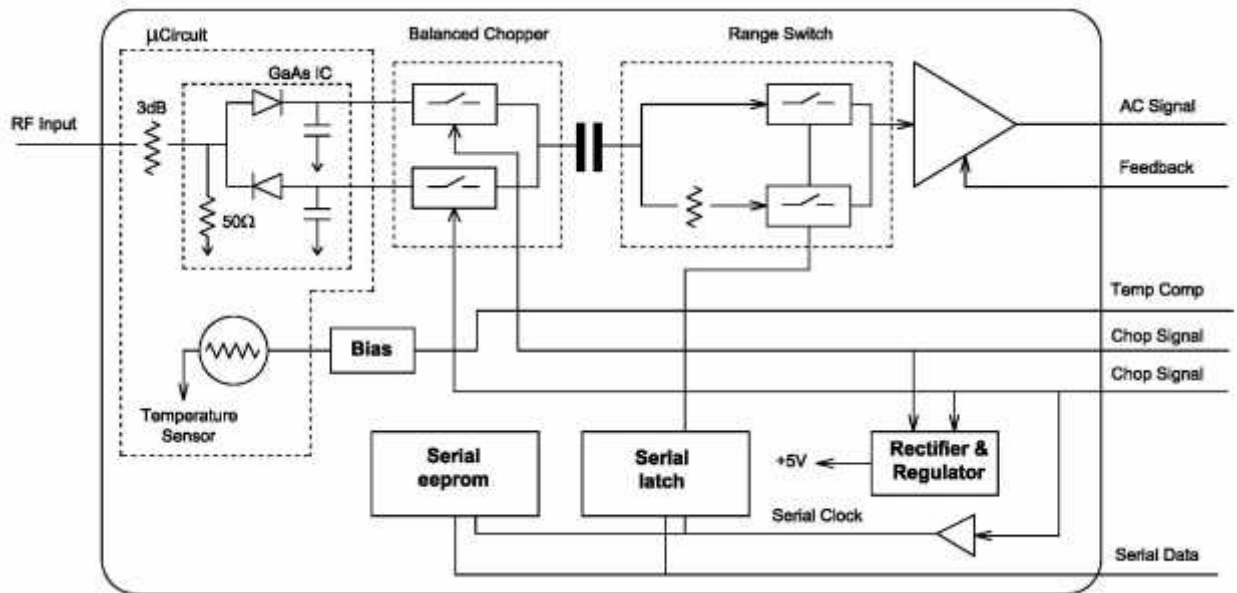 μCircuit
Balanced Chopper
Range Switch
GaAs IC
3dB
RF Input
AC Signal
Feedback
50Ω
Temp Comp
Bias
Chop Signal
Chop Signal
Temperature
Sensor
Serial
eeprom
Serial
latch
+5V
Rectifier &
Regulator
Serial Clock
Serial Data